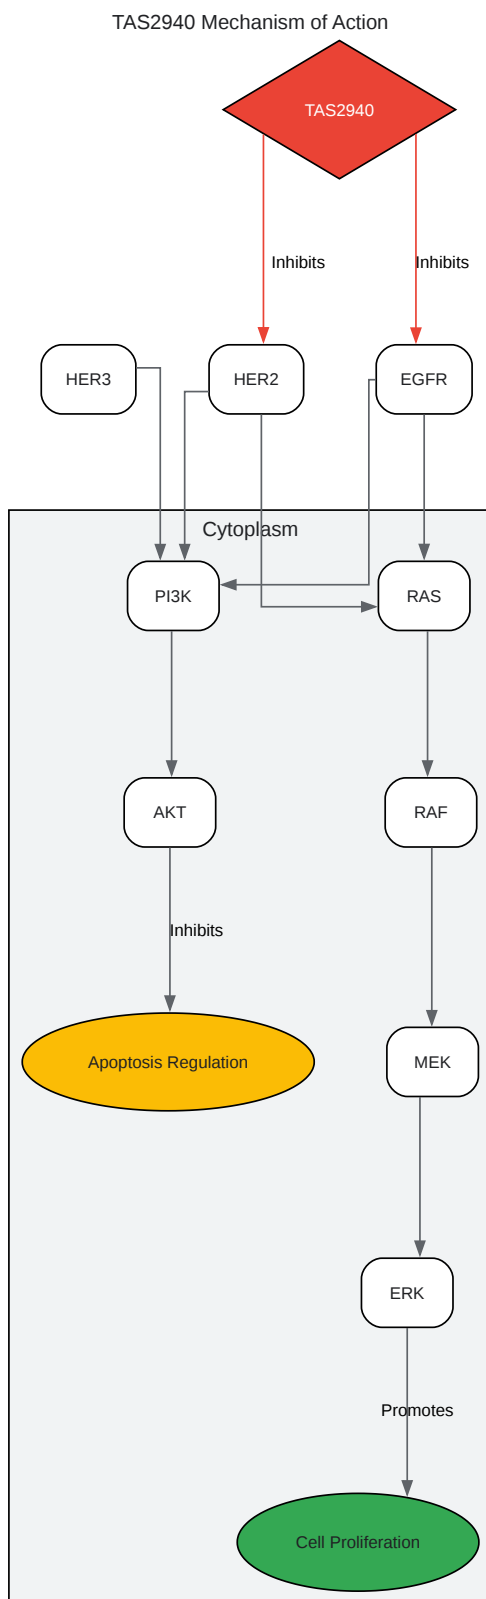 TAS2940 Mechanism of Action
TAS2940
Inhibits
Inhibits
HER3
HER2
EGFR
Cytoplasm
PI3K
RAS
AKT
RAF
Inhibits
Apoptosis Regulation
MEK
ERK
Promotes
Cell Proliferation